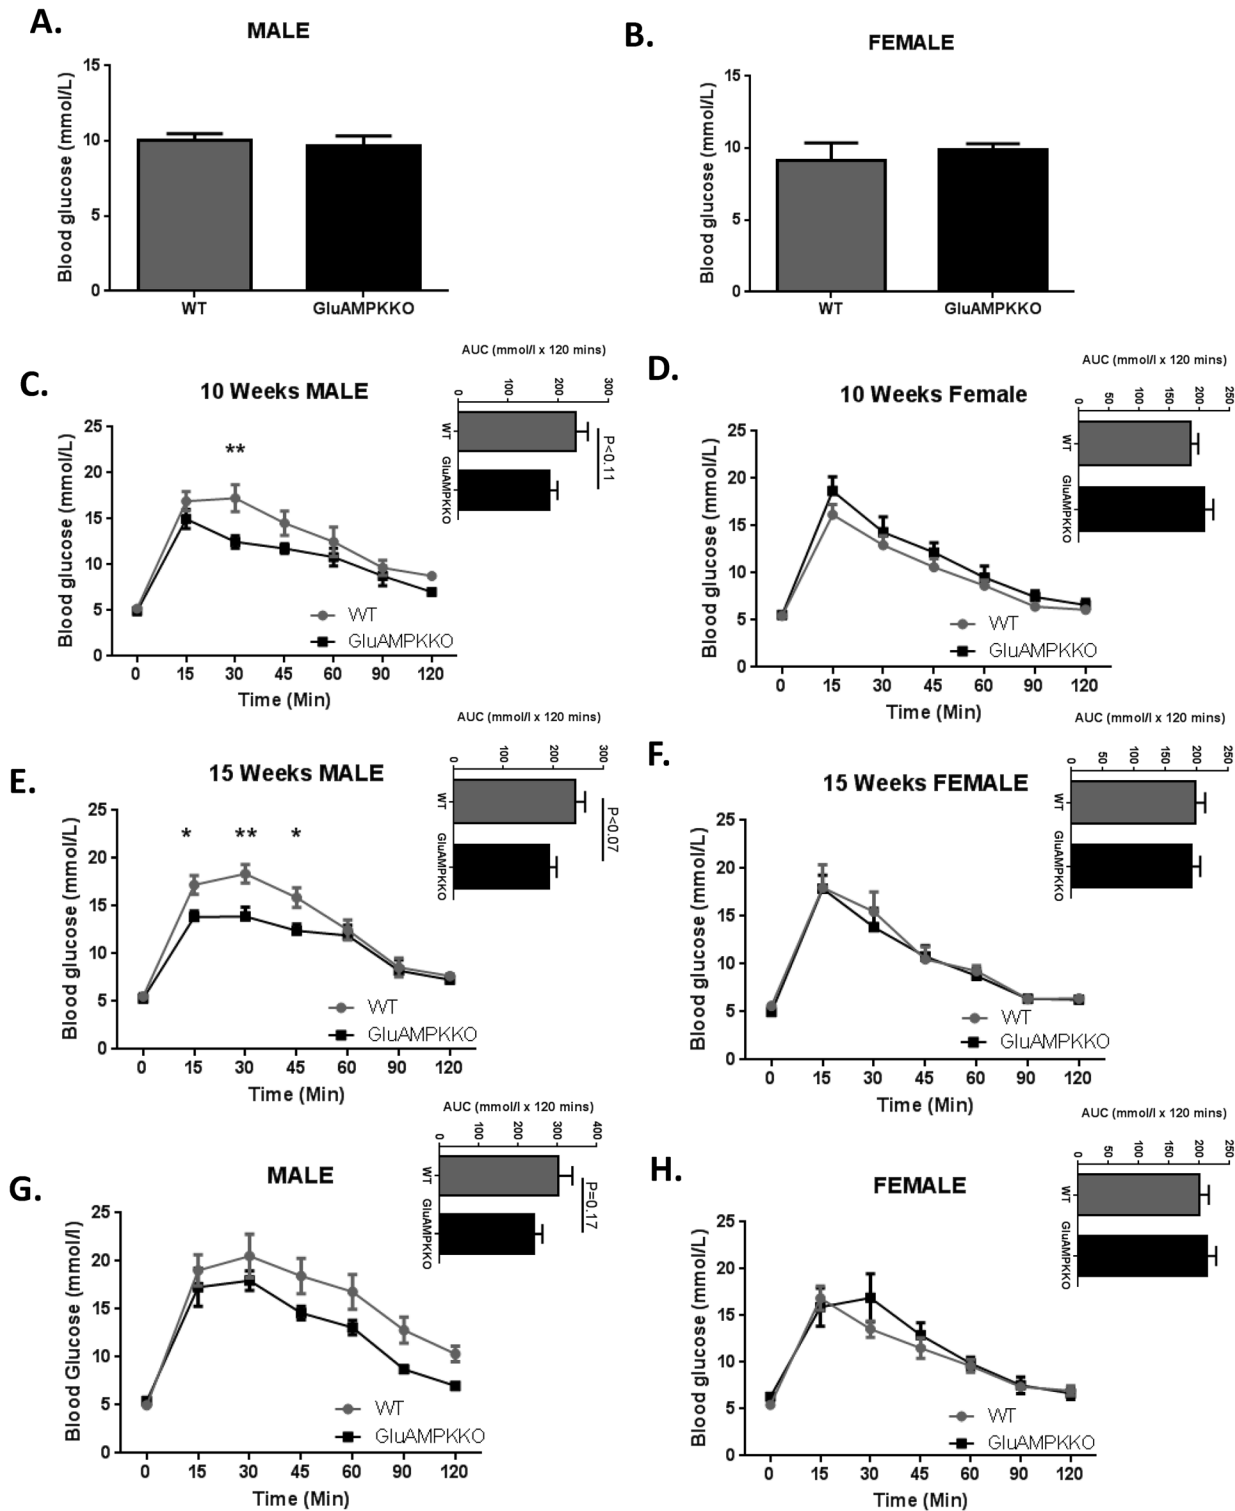 A.
MALE
Blood glucose (mmol/L)
15
10
5
0
WT
GluAMPKKO
B.
FEMALE
Blood glucose (mmol/L)
15
10
5
0
WT
GluAMPKKO
C.
10 Weeks MALE
Blood glucose (mmol/L)
25
20
15
10
5
0
**
WT
GluAMPKKO
0 15 30 45 60 90 120
Time (Min)
AUC (mmol/l x 120 mins)
0 100 200 300
WT
GluAMPKKO
P<0.11
D.
10 Weeks Female
Blood glucose (mmol/L)
25
20
15
10
5
0
WT
GluAMPKKO
0 15 30 45 60 90 120
Time (Min)
AUC (mmol/l x 120 mins)
0 50 100 150 200 250
WT
GluAMPKKO
E.
15 Weeks MALE
Blood glucose (mmol/L)
25
20
15
10
5
0
* ** *
WT
GluAMPKKO
0 15 30 45 60 90 120
Time (Min)
AUC (mmol/l x 120 mins)
0 100 200 300
WT
GluAMPKKO
P<0.07
F.
15 Weeks FEMALE
Blood glucose (mmol/L)
25
20
15
10
5
0
WT
GluAMPKKO
0 15 30 45 60 90 120
Time (Min)
AUC (mmol/l x 120 mins)
0 50 100 150 200 250
WT
GluAMPKKO
G.
MALE
Blood Glucose (mmol/l)
25
20
15
10
5
0
WT
GluAMPKKO
0 15 30 45 60 90 120
Time (Min)
AUC (mmol/l x 120 mins)
0 100 200 300 400
WT
GluAMPKKO
P=0.17
H.
FEMALE
Blood glucose (mmol/L)
25
20
15
10
5
0
WT
GluAMPKKO
0 15 30 45 60 90 120
Time (Min)
AUC (mmol/l x 120 mins)
0 50 100 150 200 250
WT
GluAMPKKO